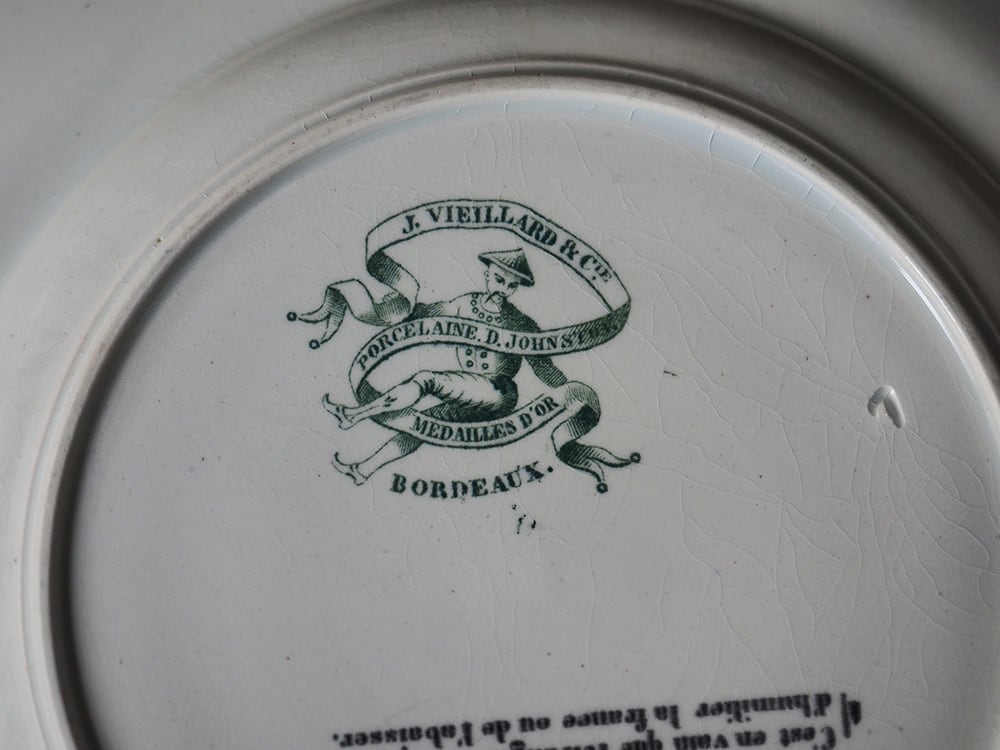 J. VIEILLARD & CIE
PORCELAINE. D. JOHNSTON
MEDAILLES D'OR
BORDEAUX.
C'est en vain que
d'humilier la france ou de l'abaisser.